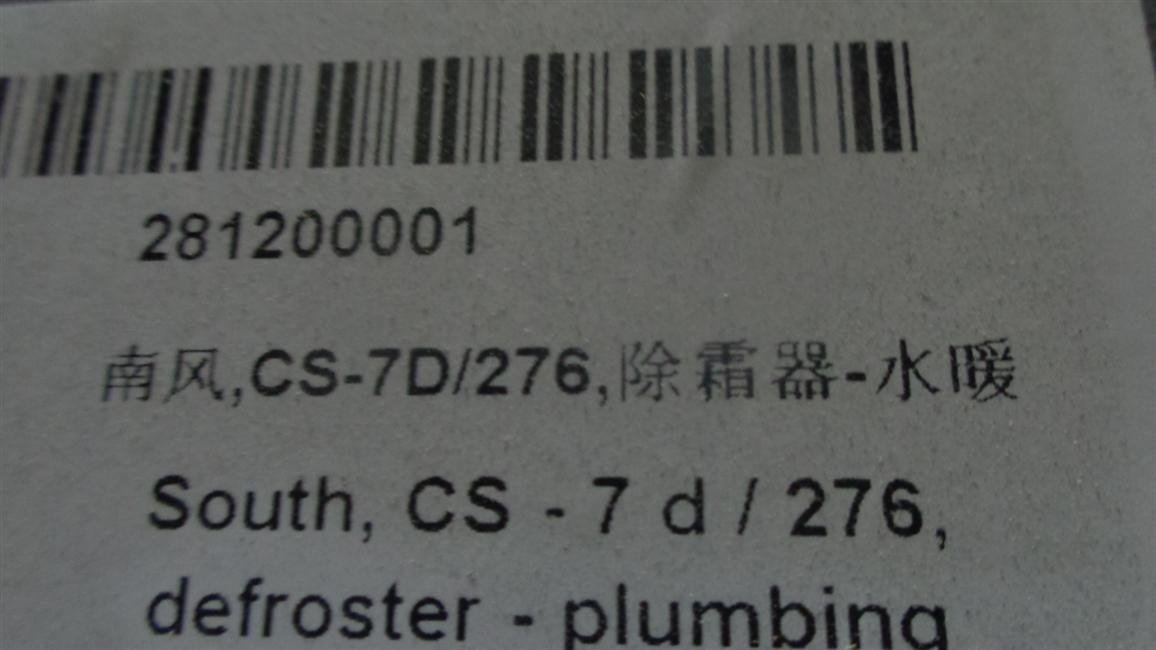 281200001
南风,CS-7D/276,除霜器-水暖
South, CS - 7 d / 276,
defroster - plumbing